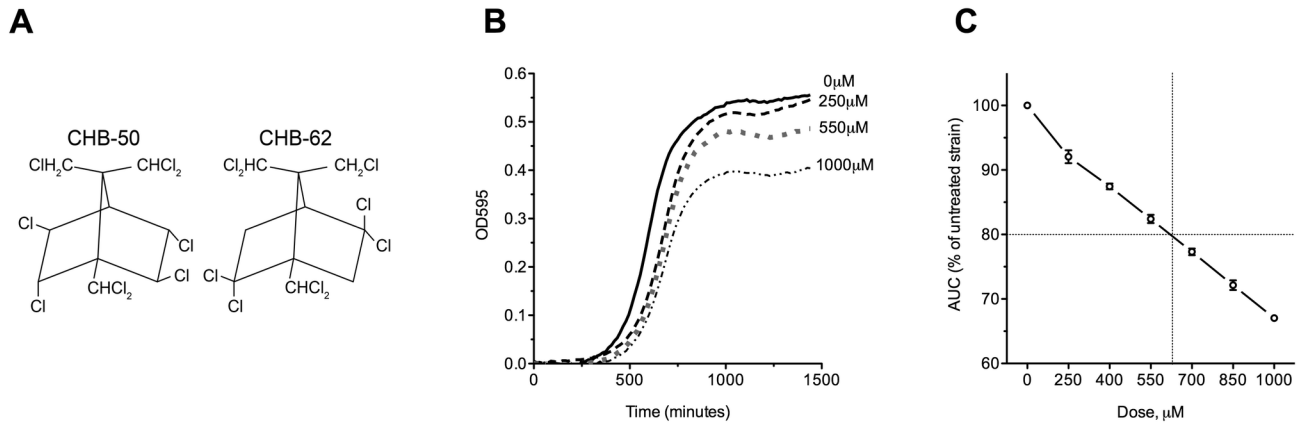 A
B
C
CHB-50
CHB-62
ClH₂C
CHCl₂
Cl
Cl
Cl
Cl
CHCl₂
Cl₂HC
CH₂Cl
Cl
Cl
Cl
Cl
CHCl₂
0.6
0.5
0.4
0.3
0.2
0.1
0.0
OD595
0
500
1000
1500
Time (minutes)
0μM
250μM
550μM
1000μM
100
90
80
70
60
AUC (% of untreated strain)
0
250
400
550
700
850
1000
Dose, μM